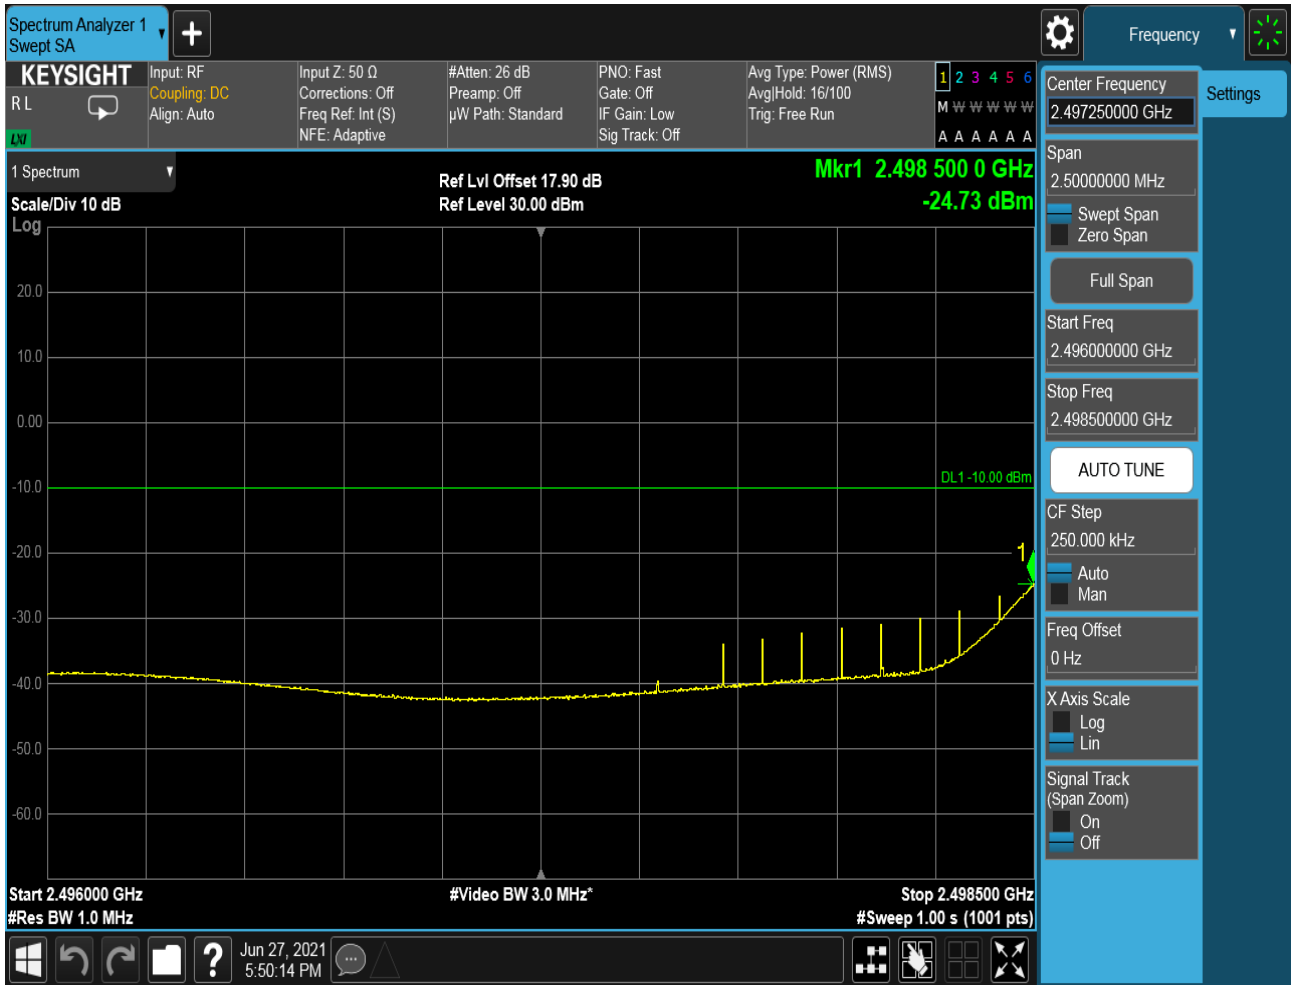 Spectrum Analyzer 1
Swept SA
Frequency
KEYSIGHT
R L
LXI
Input: RF
Coupling: DC
Align: Auto
Input Z: 50 Ω
Corrections: Off
Freq Ref: Int (S)
NFE: Adaptive
#Atten: 26 dB
Preamp: Off
µW Path: Standard
PNO: Fast
Gate: Off
IF Gain: Low
Sig Track: Off
Avg Type: Power (RMS)
Avg|Hold: 16/100
Trig: Free Run
1 2 3 4 5 6
M W W W W W
A A A A A A
1 Spectrum
Scale/Div 10 dB
Log
Ref Lvl Offset 17.90 dB
Ref Level 30.00 dBm
Mkr1 2.498 500 0 GHz
-24.73 dBm
20.0
10.0
0.00
-10.0
-20.0
-30.0
-40.0
-50.0
-60.0
DL1 -10.00 dBm
1
Start 2.496000 GHz
#Res BW 1.0 MHz
#Video BW 3.0 MHz*
Stop 2.498500 GHz
#Sweep 1.00 s (1001 pts)
Center Frequency
2.497250000 GHz
Settings
Span
2.50000000 MHz
Swept Span
Zero Span
Full Span
Start Freq
2.496000000 GHz
Stop Freq
2.498500000 GHz
AUTO TUNE
CF Step
250.000 kHz
Auto
Man
Freq Offset
0 Hz
X Axis Scale
Log
Lin
Signal Track
(Span Zoom)
On
Off
?
Jun 27, 2021
5:50:14 PM